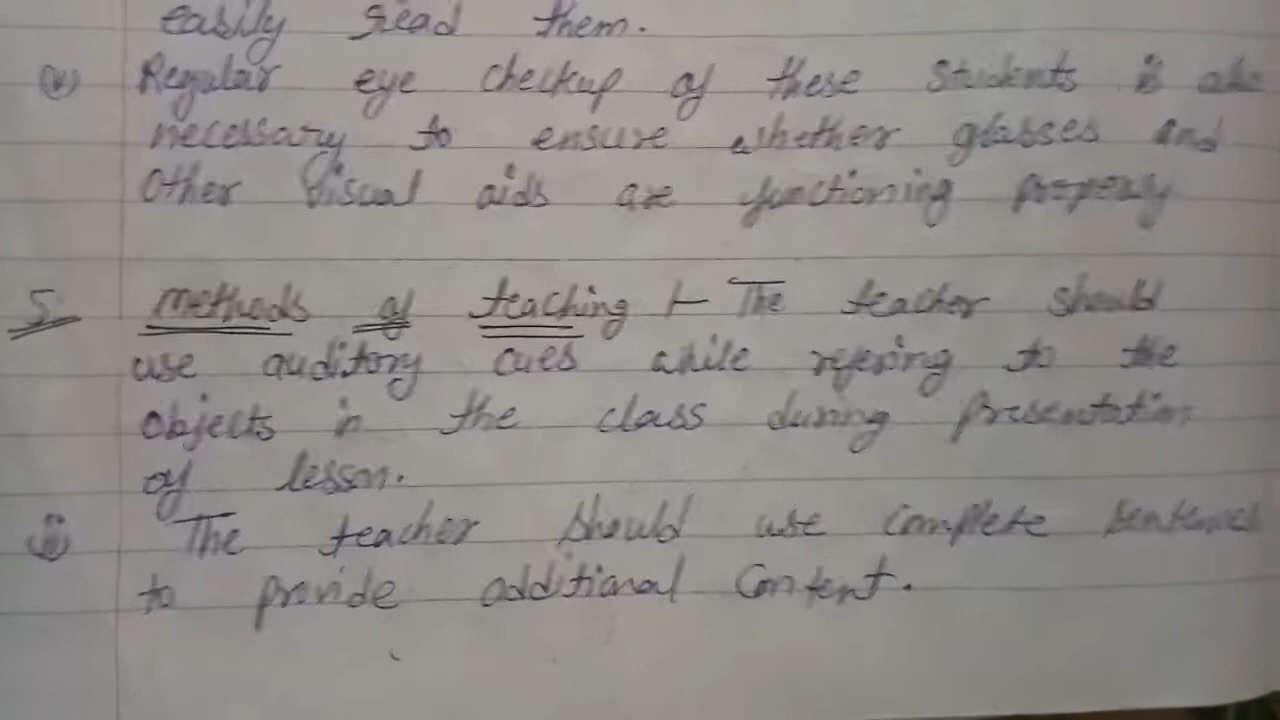 easily read them.
(v) Regular eye checkup of these students is also
necessary to ensure whether glasses and
Other Visual aids are functioning properly
5. methods of teaching :- The teacher should
use auditory cues while refering to the
objects in the class during Presentation
of lesson.
(ii) The teacher should use complete sentences
to provide additional Content.